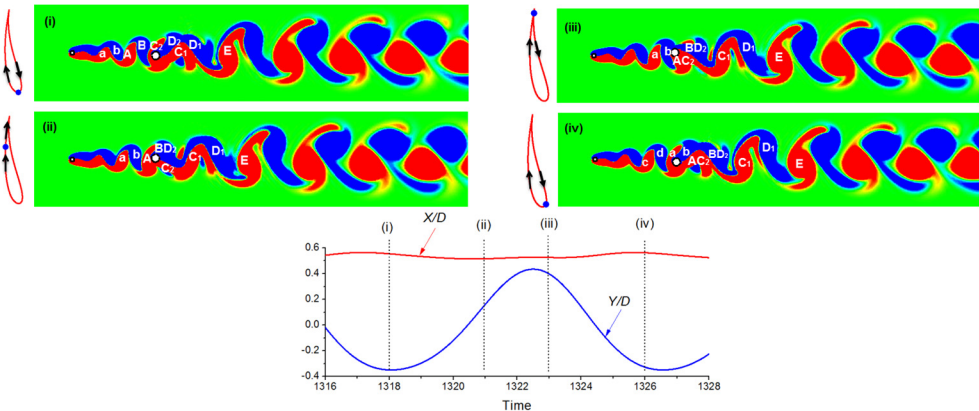 (i)
a b A B C2 D2 C1 D1 E
(iii)
a b BD2 AC2 C1 D1 E
(ii)
a b A BD2 C2 C1 D1 E
(iv)
c d a b AC2 BD2 C1 D1 E
(i) (ii) (iii) (iv)
X/D
Y/D
0.6
0.4
0.2
0.0
-0.2
-0.4
1316 1318 1320 1322 1324 1326 1328
Time